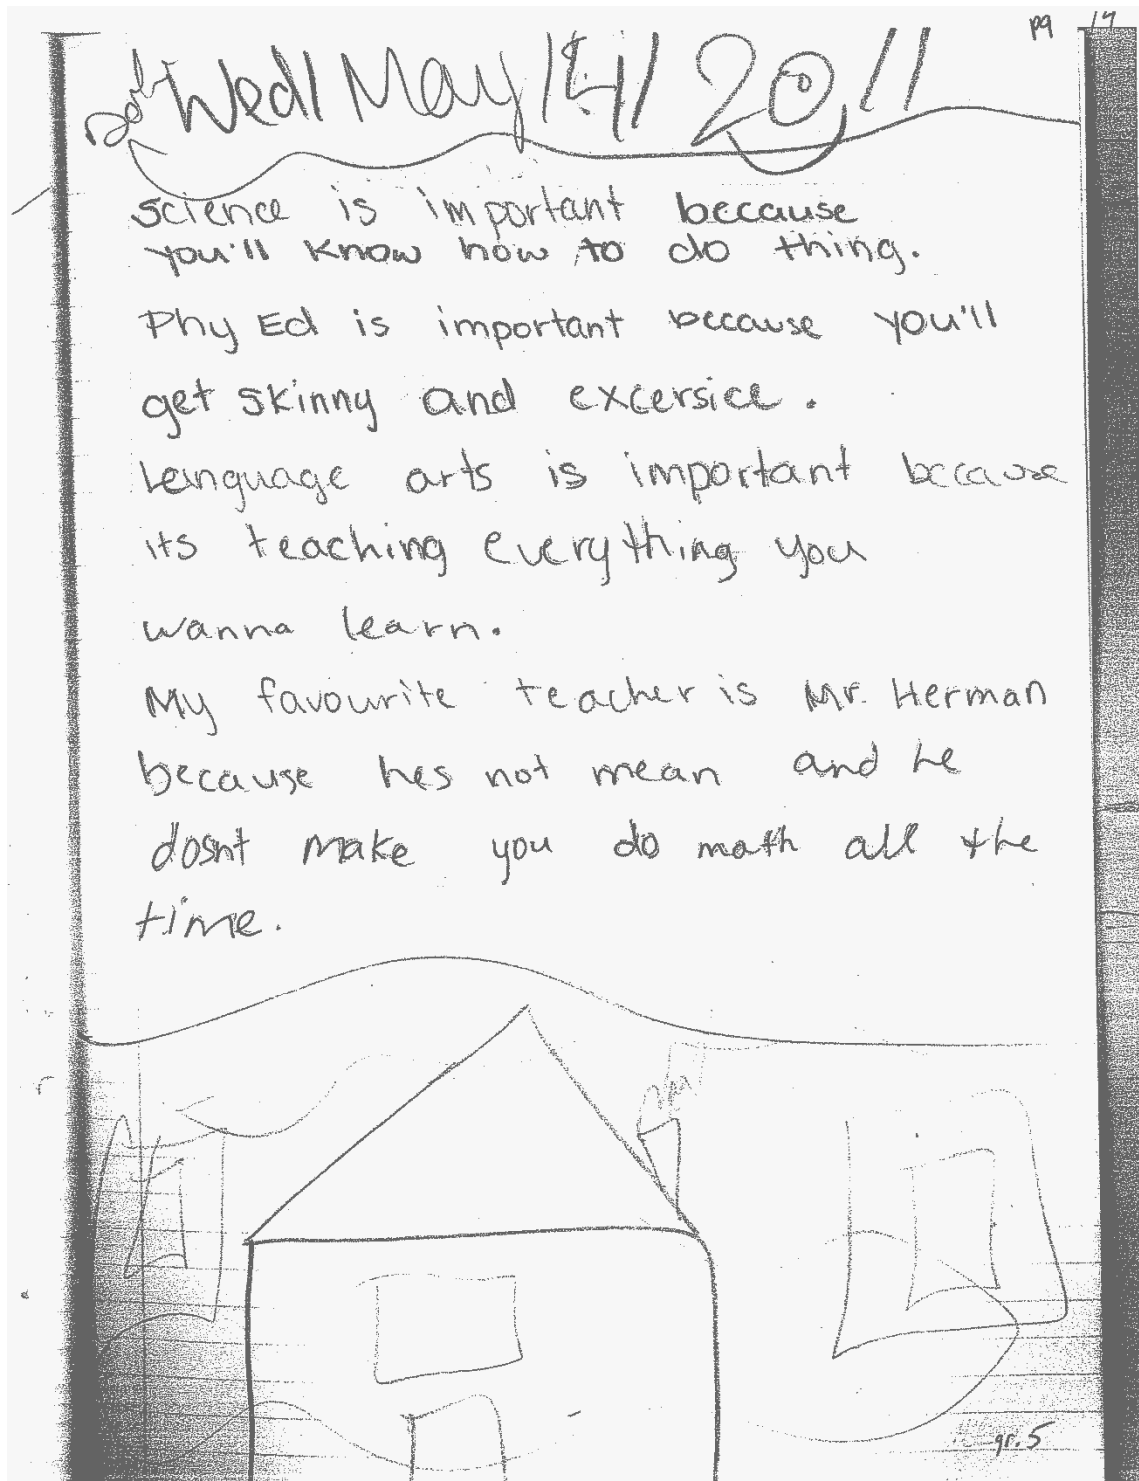 pg 14
Wed/ May/ 4/ 2011
Science is important because
you'll know how to do thing.
Phy Ed is important because you'll
get skinny and excersice.
Language arts is important because
its teaching everything you
wanna learn.
My favourite teacher is Mr. Herman
because hes not mean and he
dosnt make you do math all the
time.
gr. 5